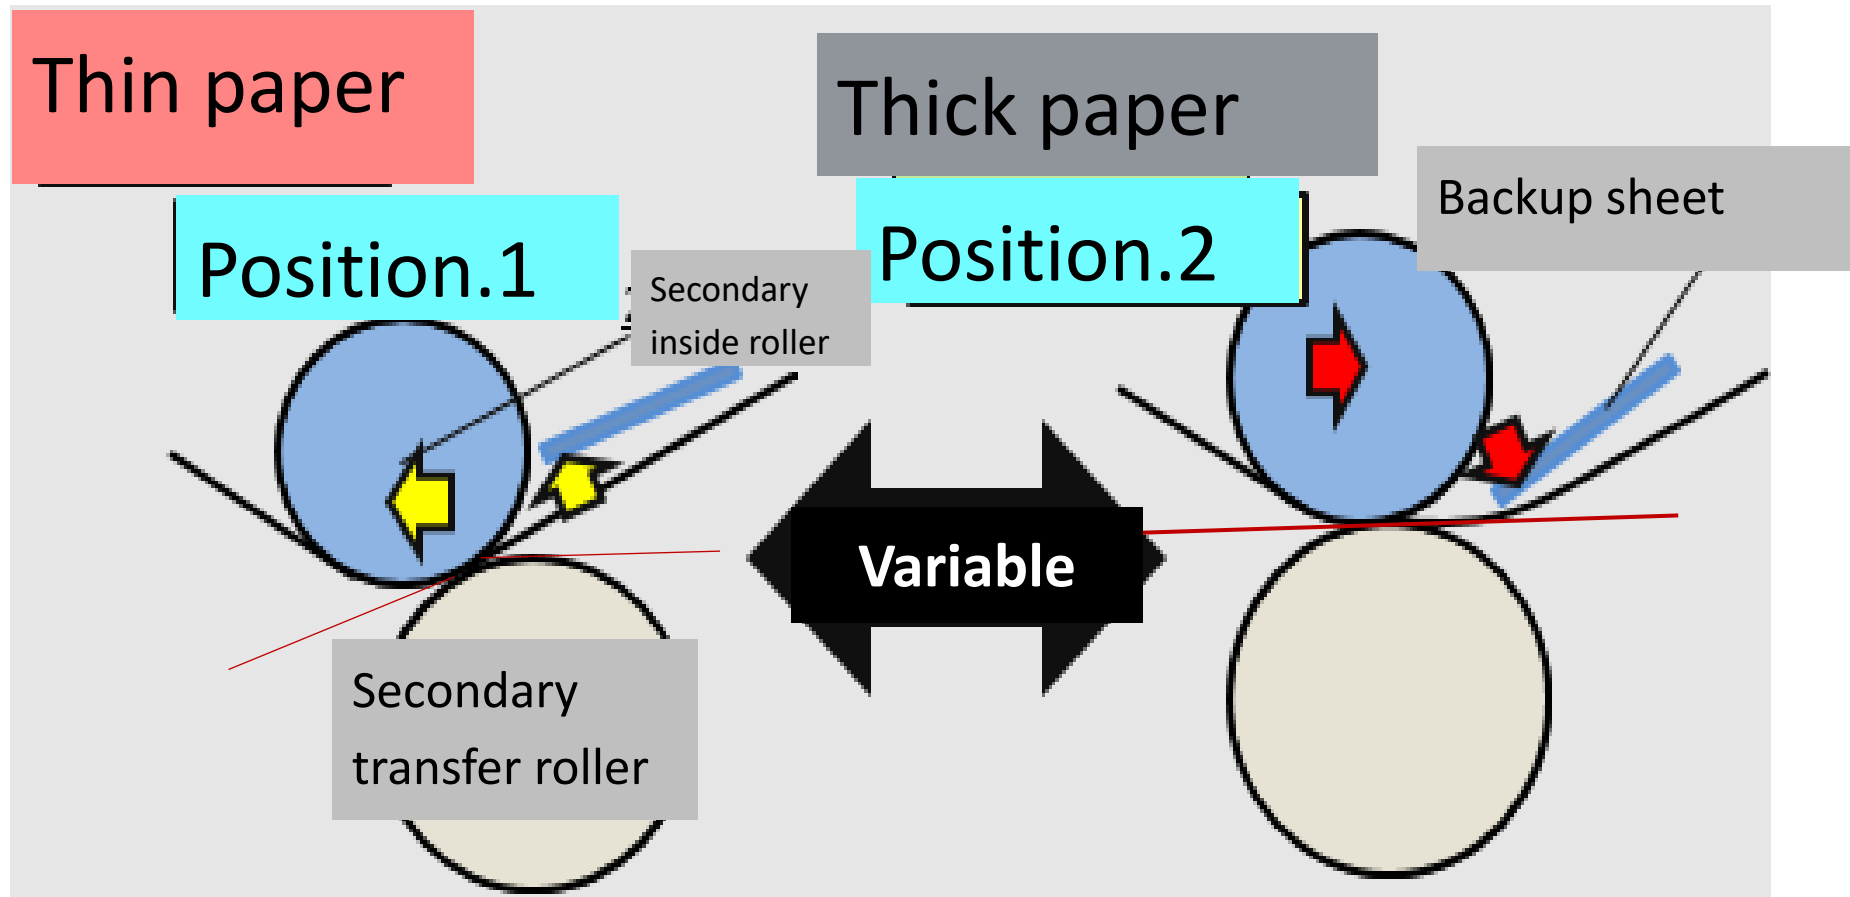 Thin paper
Thick paper
Backup sheet
Position.1
Position.2
Secondary
inside roller
Variable
Secondary
transfer roller